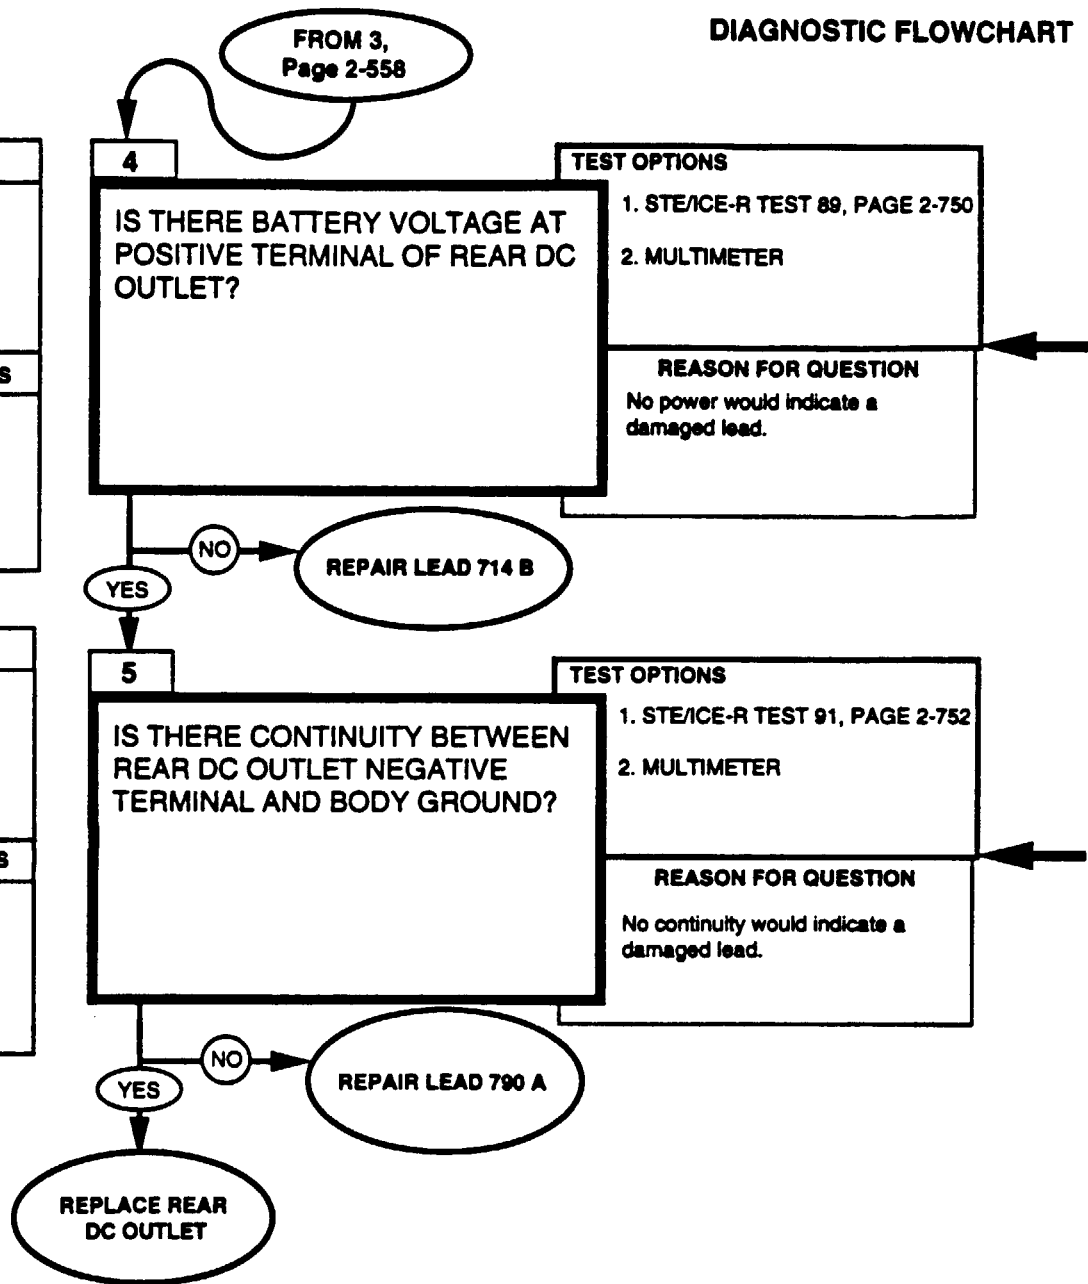 DIAGNOSTIC FLOWCHART
FROM 3,
Page 2-558
4
IS THERE BATTERY VOLTAGE AT
POSITIVE TERMINAL OF REAR DC
OUTLET?
TEST OPTIONS
1. STE/ICE-R TEST 89, PAGE 2-750
2. MULTIMETER
REASON FOR QUESTION
No power would indicate a
damaged lead.
S
NO
REPAIR LEAD 714 B
YES
5
IS THERE CONTINUITY BETWEEN
REAR DC OUTLET NEGATIVE
TERMINAL AND BODY GROUND?
TEST OPTIONS
1. STE/ICE-R TEST 91, PAGE 2-752
2. MULTIMETER
REASON FOR QUESTION
No continuity would indicate a
damaged lead.
S
NO
REPAIR LEAD 790 A
YES
REPLACE REAR
DC OUTLET